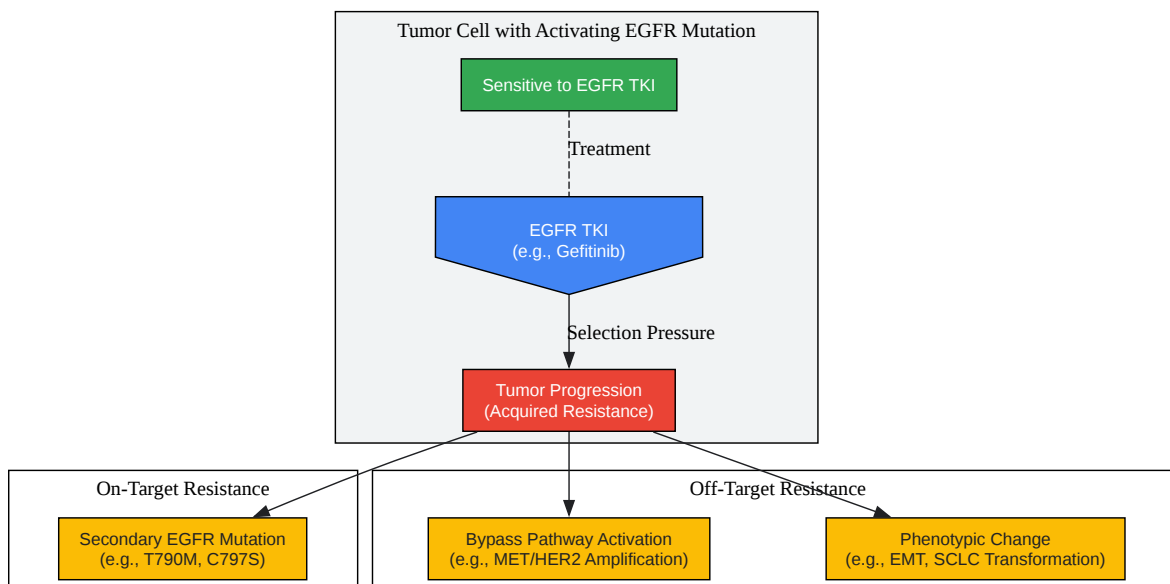 Tumor Cell with Activating EGFR Mutation
Sensitive to EGFR TKI
Treatment
EGFR TKI
(e.g., Gefitinib)
Selection Pressure
Tumor Progression
(Acquired Resistance)
On-Target Resistance
Secondary EGFR Mutation
(e.g., T790M, C797S)
Off-Target Resistance
Bypass Pathway Activation
(e.g., MET/HER2 Amplification)
Phenotypic Change
(e.g., EMT, SCLC Transformation)